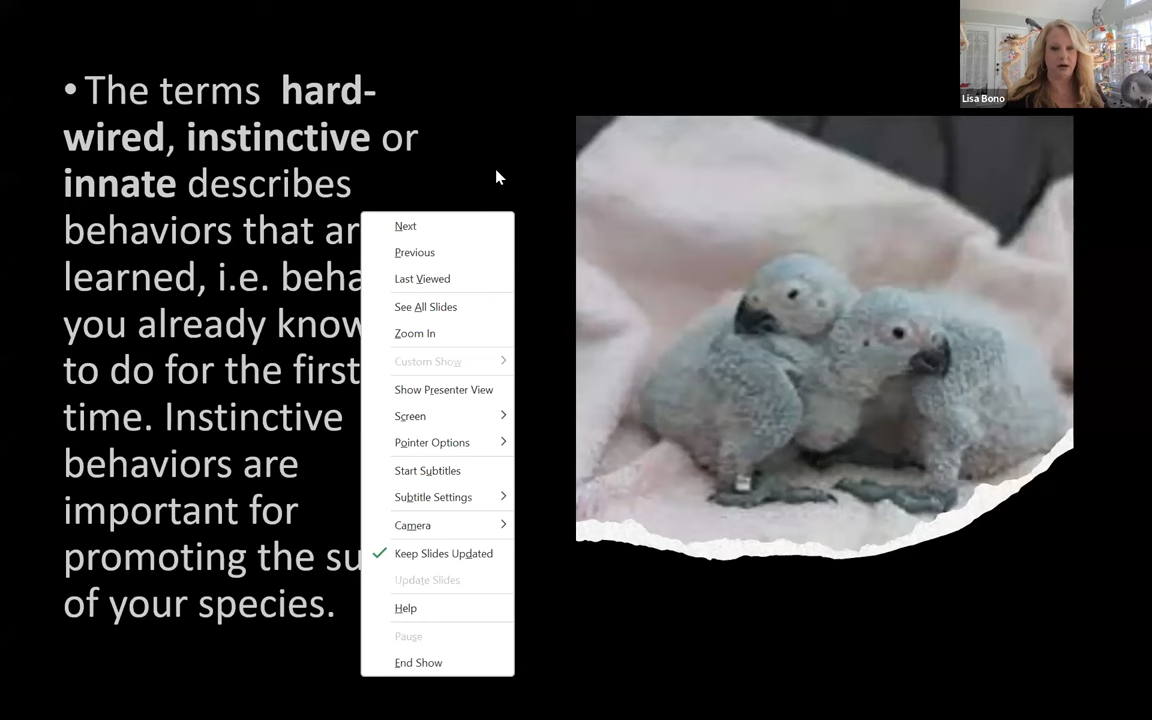 • The terms hard-
wired, instinctive or
innate describes
behaviors that ar
learned, i.e. beha
you already know
to do for the first
time. Instinctive
behaviors are
important for
promoting the su
of your species.
Next
Previous
Last Viewed
See All Slides
Zoom In
Custom Show
Show Presenter View
Screen
Pointer Options
Start Subtitles
Subtitle Settings
Camera
Keep Slides Updated
Update Slides
Help
Pause
End Show
Lisa Bono